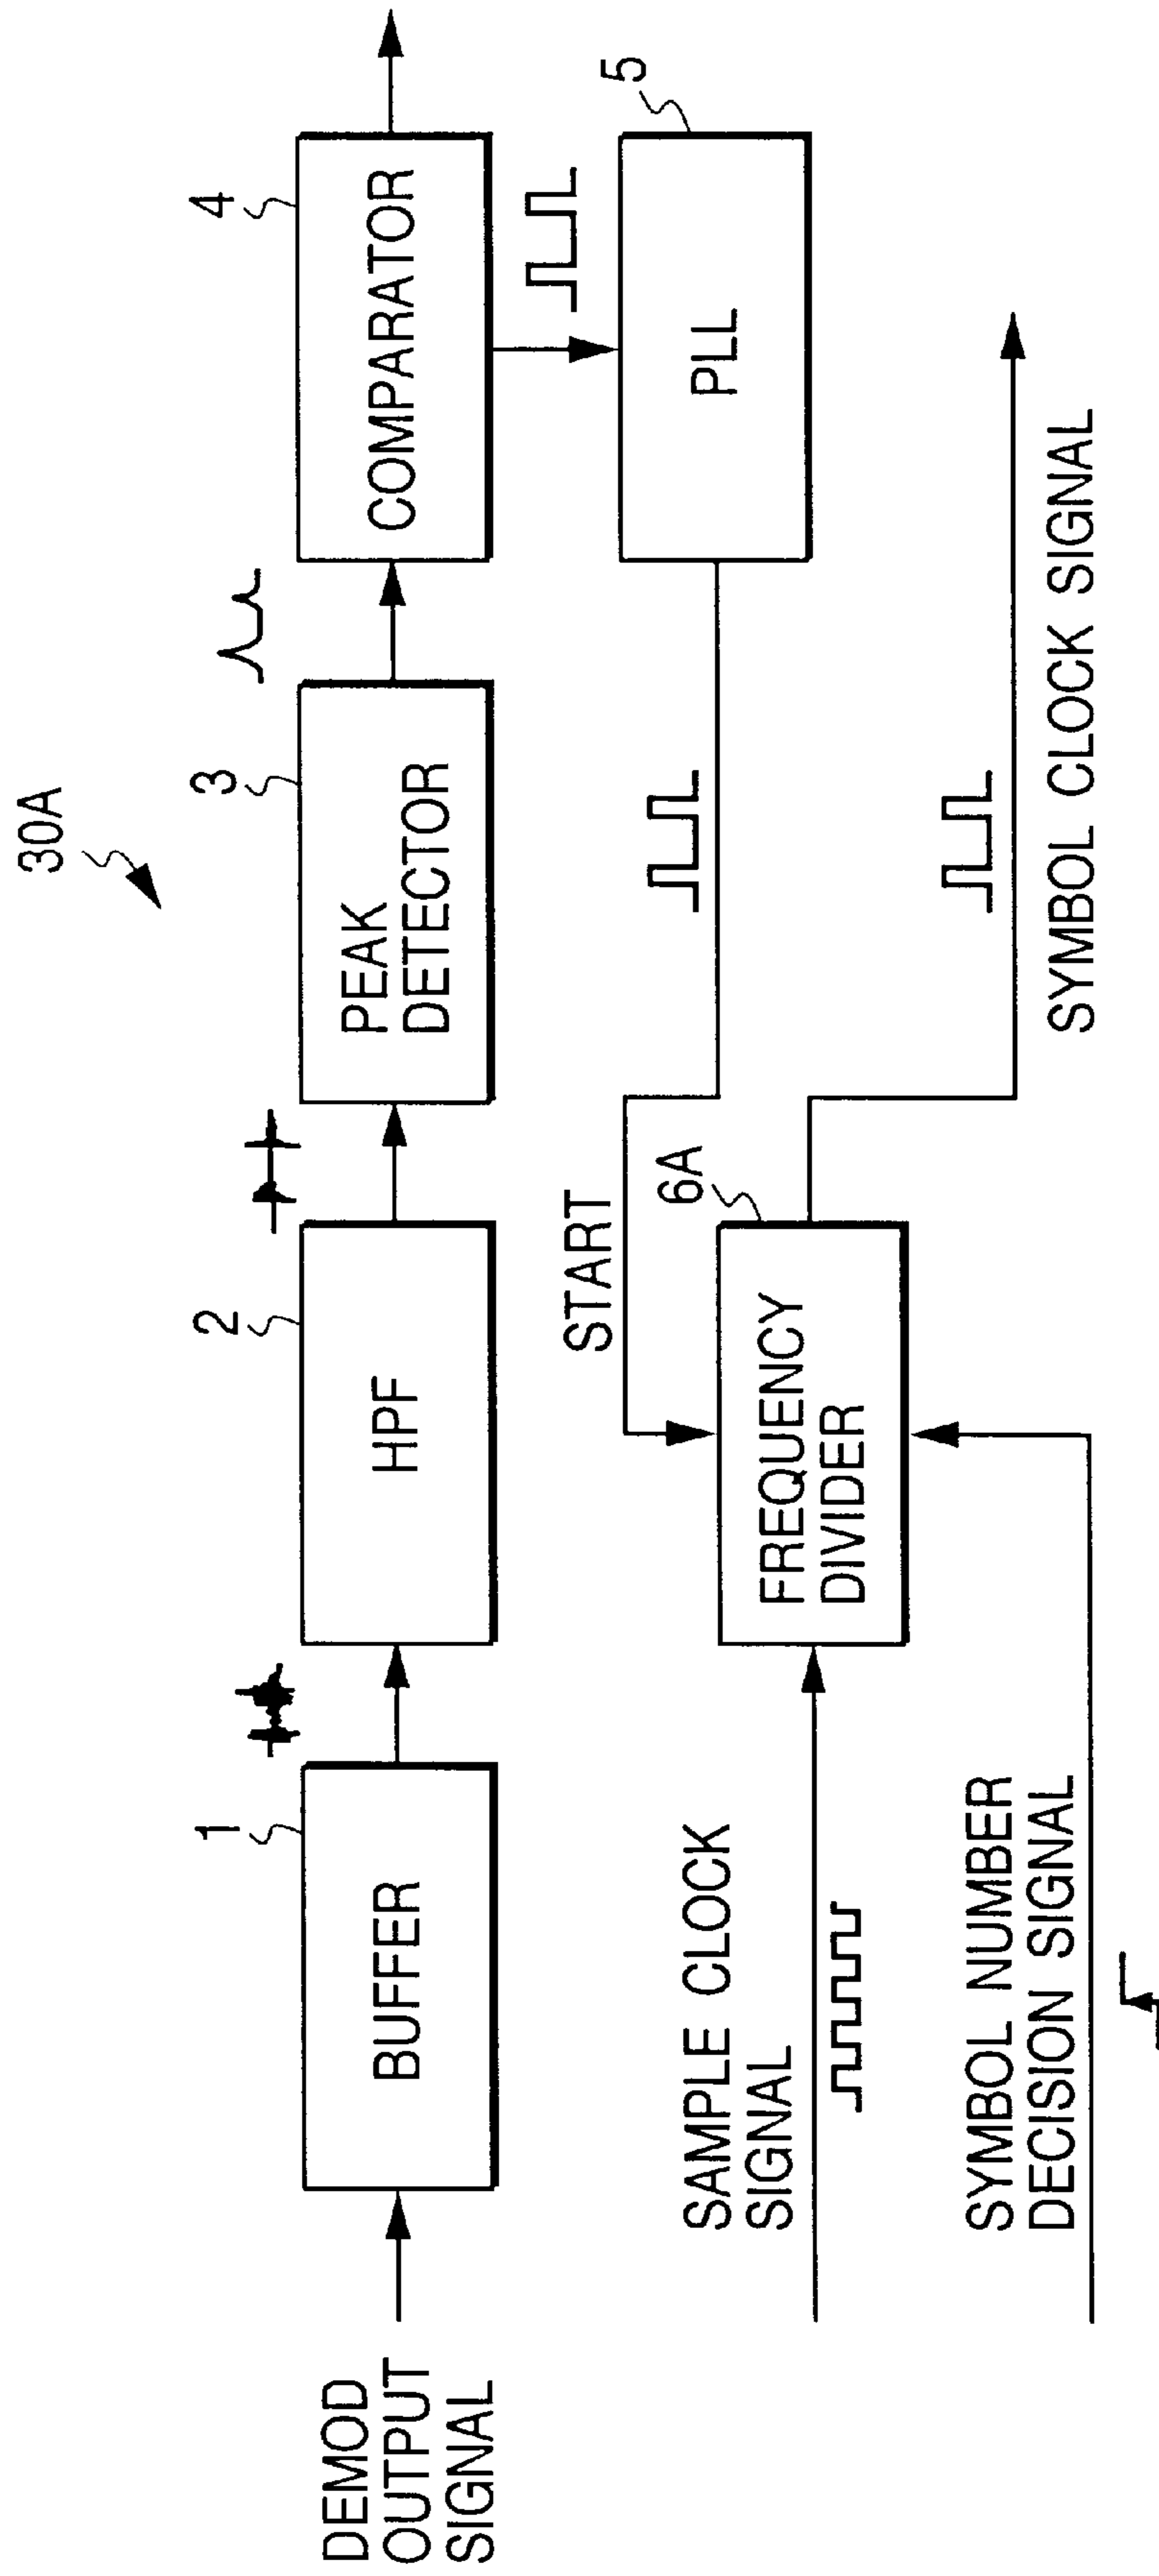 30A
1
2
3
4
DEMOD
OUTPUT
SIGNAL
BUFFER
HPF
PEAK
DETECTOR
COMPARATOR
START
5
PLL
6A
SAMPLE CLOCK
SIGNAL
FREQUENCY
DIVIDER
SYMBOL NUMBER
DECISION SIGNAL
SYMBOL CLOCK SIGNAL